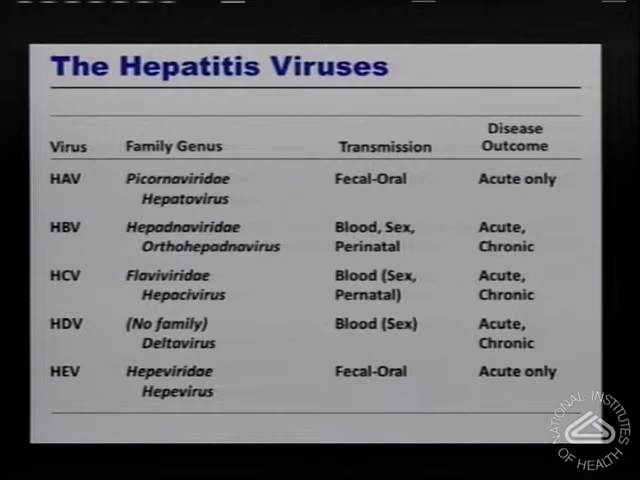 The Hepatitis Viruses
Disease
Virus Family Genus Transmission Outcome
HAV Picornaviridae Fecal-Oral Acute only
Hepatovirus
HBV Hepadnaviridae Blood, Sex, Acute,
Orthohepadnavirus Perinatal Chronic
HCV Flaviviridae Blood (Sex, Acute,
Hepacivirus Pernatal) Chronic
HDV (No family) Blood (Sex) Acute,
Deltavirus Chronic
HEV Hepeviridae Fecal-Oral Acute only
Hepevirus
NATIONAL INSTITUTES
OF HEALTH